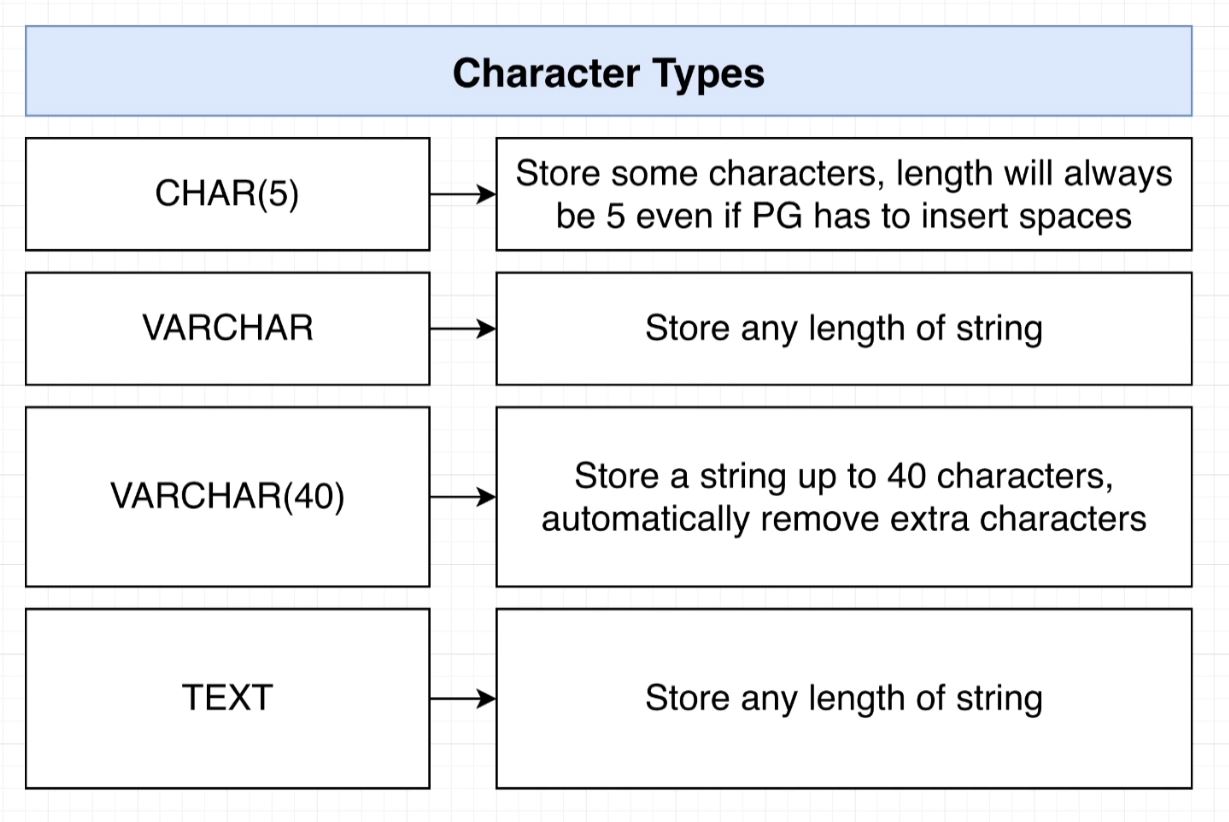 Character Types
CHAR(5)
Store some characters, length will always
be 5 even if PG has to insert spaces
VARCHAR
Store any length of string
VARCHAR(40)
Store a string up to 40 characters,
automatically remove extra characters
TEXT
Store any length of string